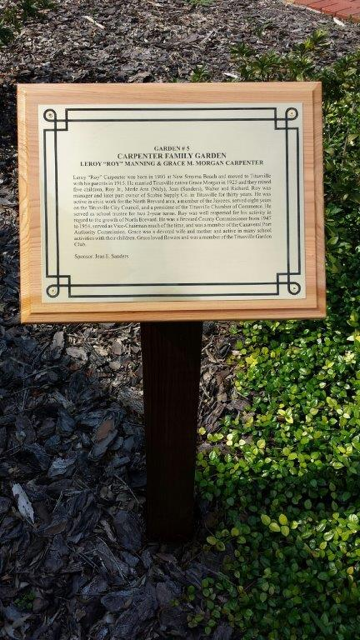 GARDEN # 5
CARPENTER FAMILY GARDEN
LEROY "ROY" MANNING & GRACE M. MORGAN CARPENTER
Leroy "Roy" Carpenter was born in 1893 in New Smyrna Beach and moved to Titusville
with his parents in 1915. He married Titusville native Grace Morgan in 1923 and they raised
five children, Roy Jr., Merle Ann (Nidy), Jean (Sanders), Walter and Richard. Roy was
manager and later part owner of Staples Supply Co. in Titusville for thirty years. He was
active in civic work for the North Brevard area, a member of the Jaycees, served eight years
on the Titusville City Council, and a president of the Titusville Chamber of Commerce. He
served as school trustee for two 2-year terms. Roy was well respected for his activity in
regard to the growth of North Brevard. He was a Brevard County Commissioner from 1947
to 1954, served as Vice-Chairman much of the time, and was a member of the Canaveral Port
Authority Commission. Grace was a devoted wife and mother and active in many school
activities with their children. Grace loved flowers and was a member of the Titusville Garden
Club.
Sponsor: Jean E. Sanders